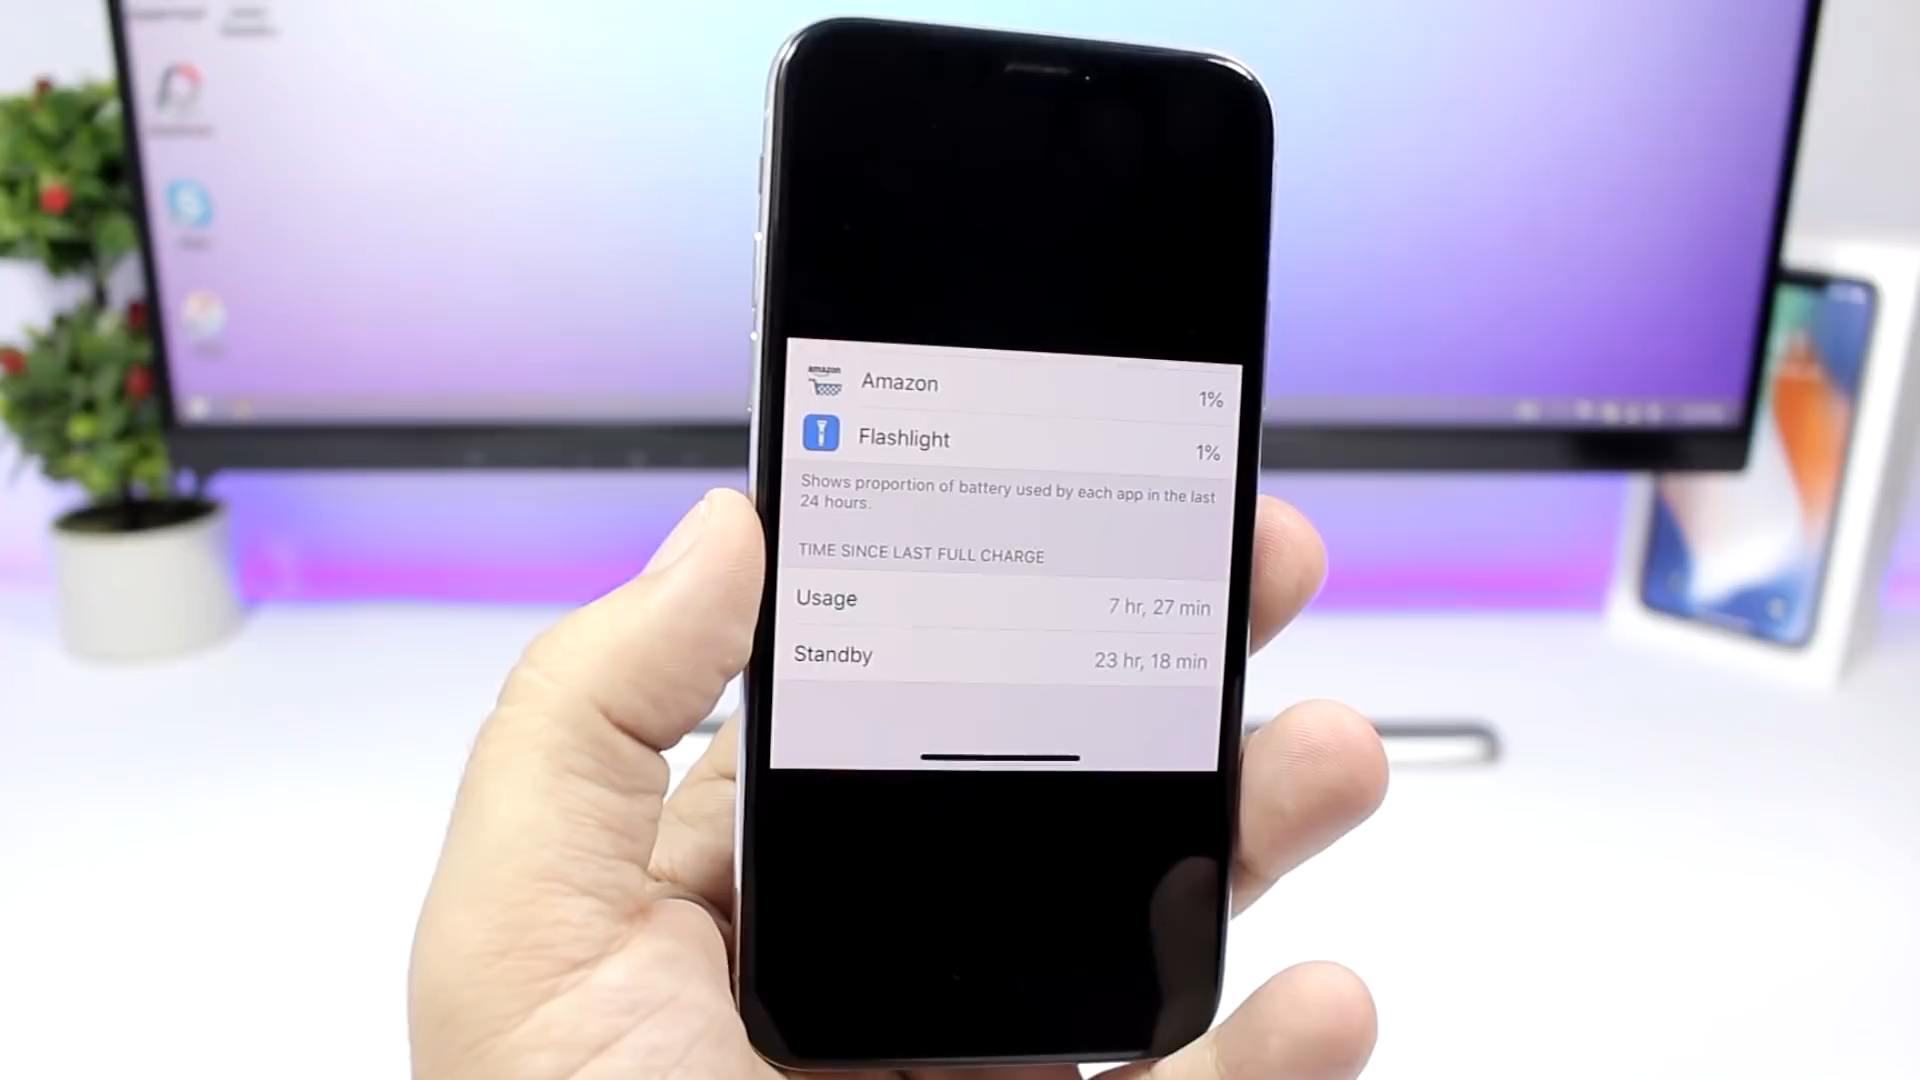 amazon
Amazon
1%
Flashlight
1%
Shows proportion of battery used by each app in the last
24 hours.
TIME SINCE LAST FULL CHARGE
Usage
7 hr, 27 min
Standby
23 hr, 18 min